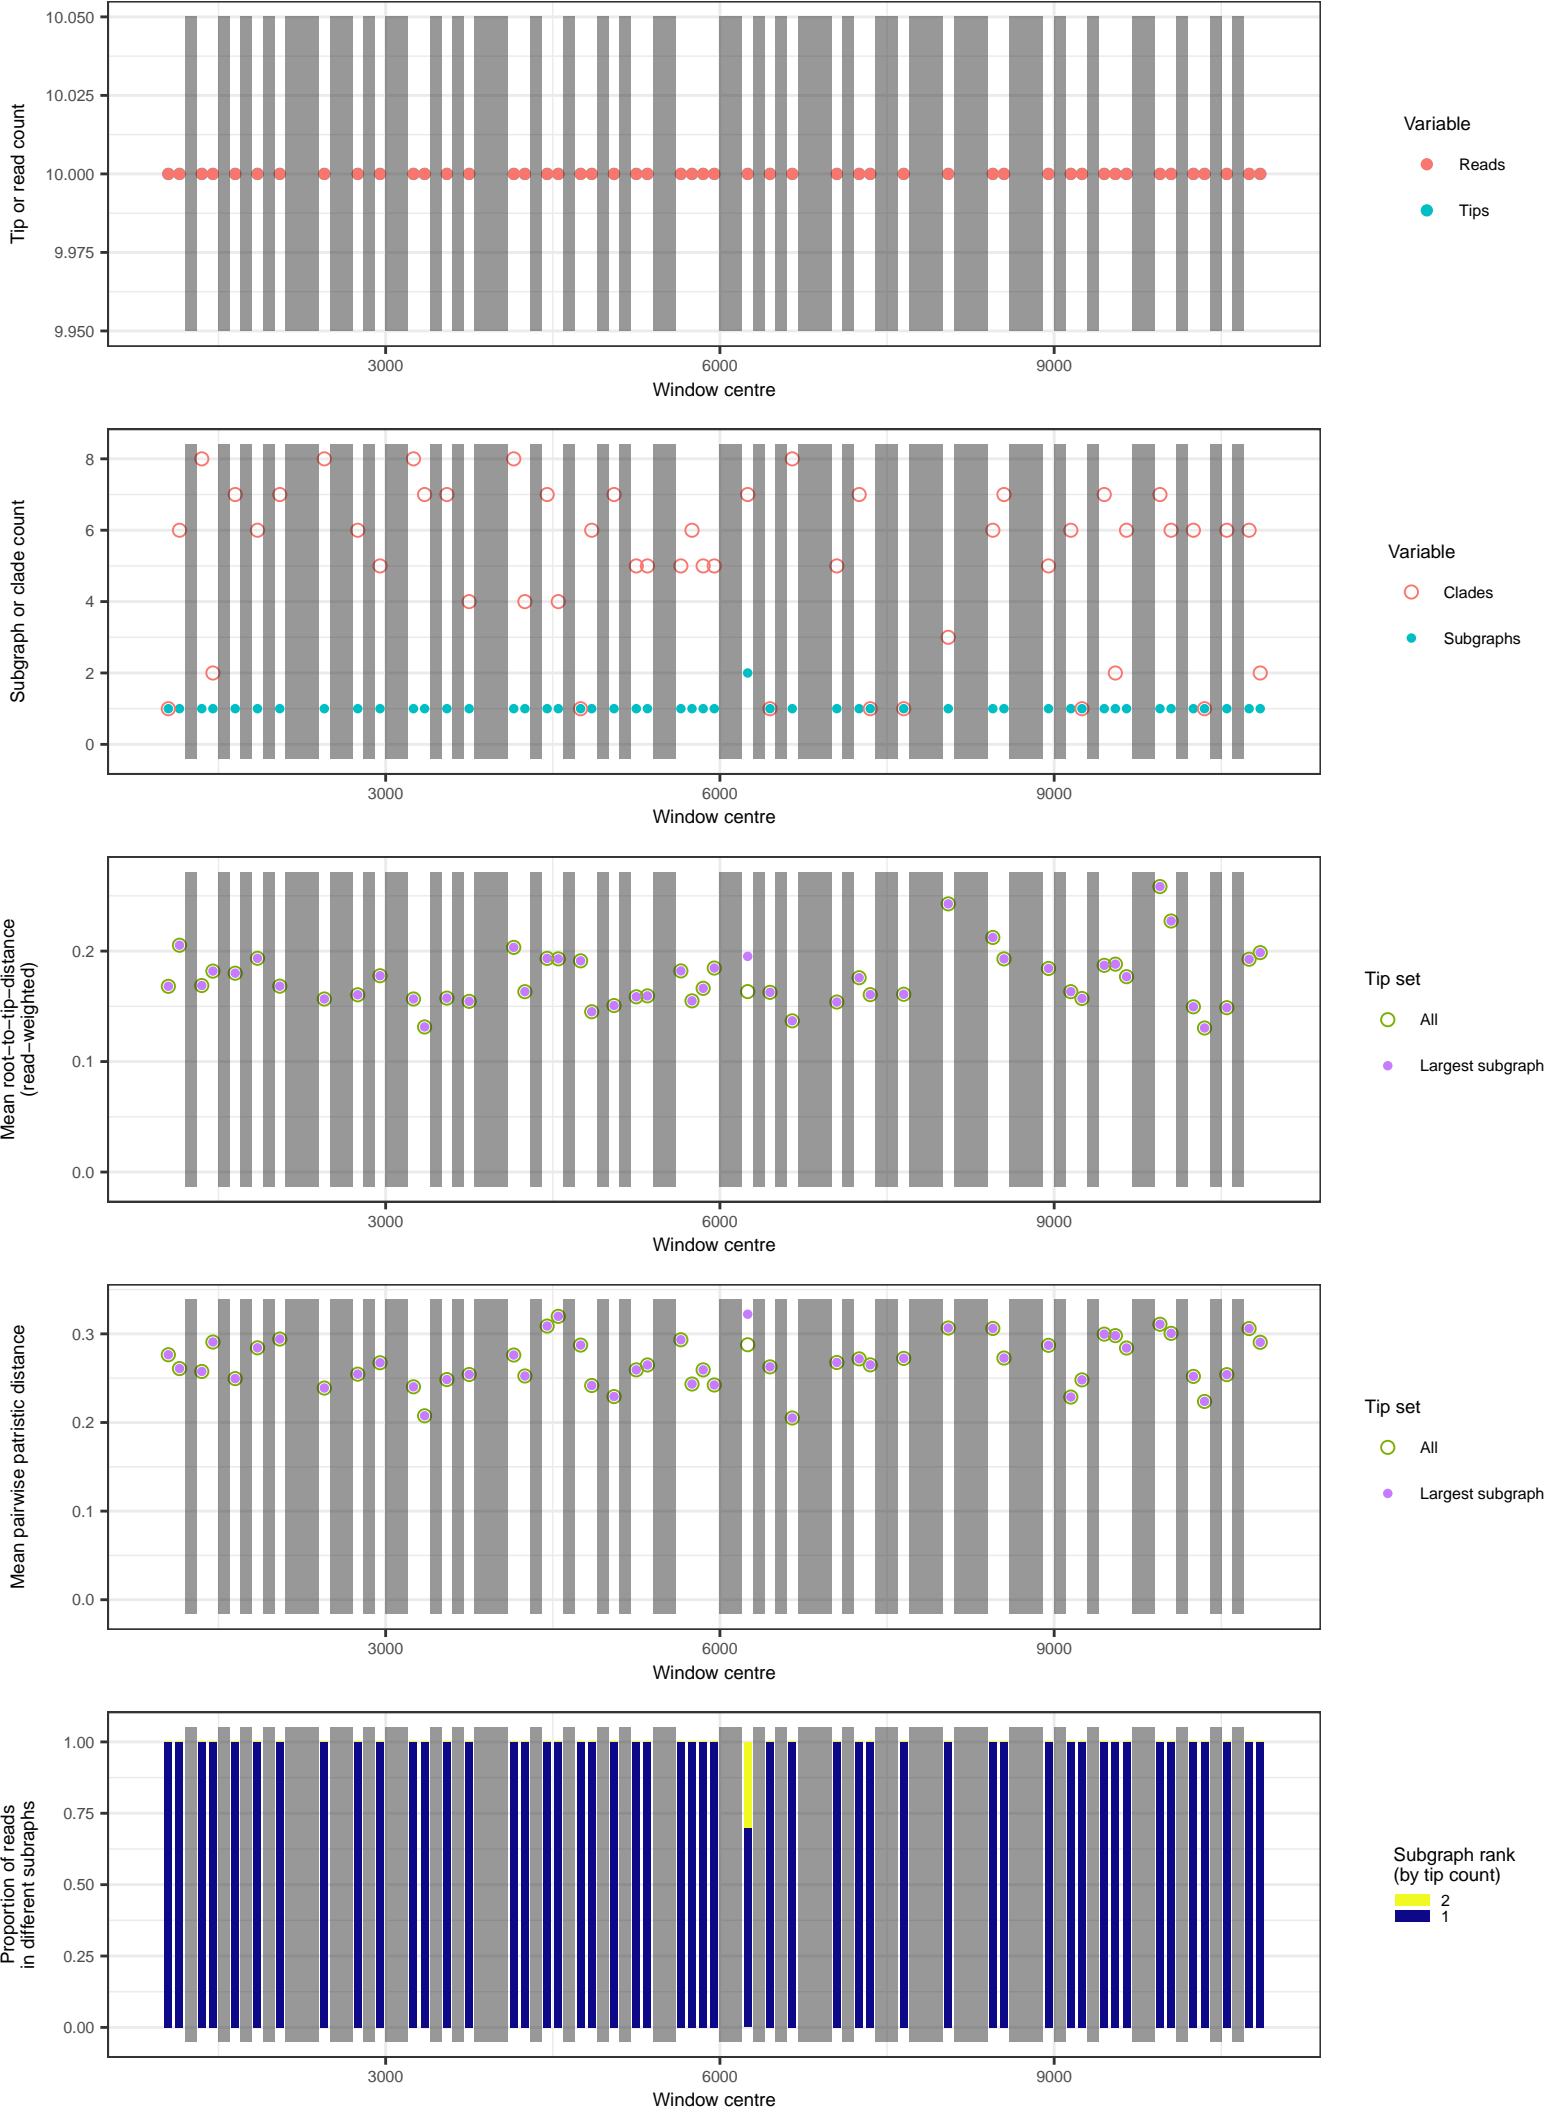 10.050
10.025
10.000
9.975
9.950
Tip or read count
3000
6000
9000
Window centre
Variable
Reads
Tips
8
6
4
2
0
Subgraph or clade count
3000
6000
9000
Window centre
Variable
Clades
Subgraphs
0.2
0.1
0.0
Mean root−to−tip−distance
(read−weighted)
3000
6000
9000
Window centre
Tip set
All
Largest subgraph
0.3
0.2
0.1
0.0
Mean pairwise patristic distance
3000
6000
9000
Window centre
Tip set
All
Largest subgraph
1.00
0.75
0.50
0.25
0.00
Proportion of reads
in different subraphs
3000
6000
9000
Window centre
Subgraph rank
(by tip count)
2
1